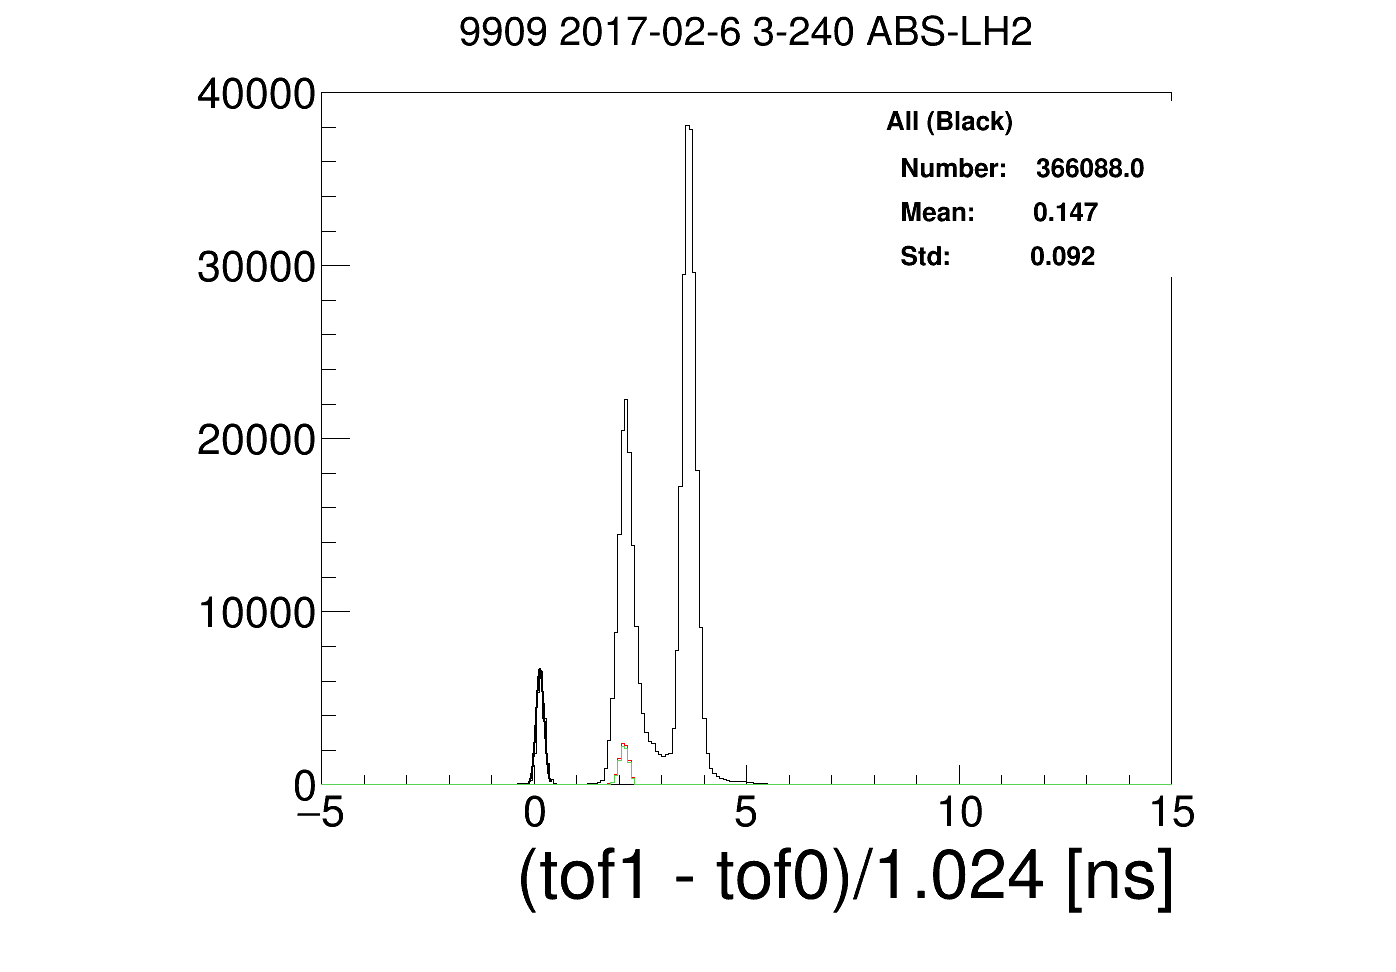 9909 2017-02-6 3-240 ABS-LH2
40000
All (Black)
Number: 366088.0
Mean: 0.147
Std: 0.092
30000
20000
10000
0
−5 0 5 10 15
(tof1 - tof0)/1.024 [ns]